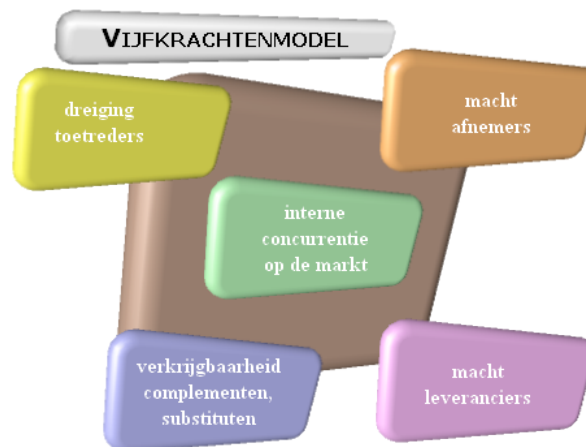 VIJFKRACHTENMODEL
dreiging
toetreders
macht
afnemers
interne
concurrentie
op de markt
verkrijgbaarheid
complementen,
substituten
macht
leveranciers